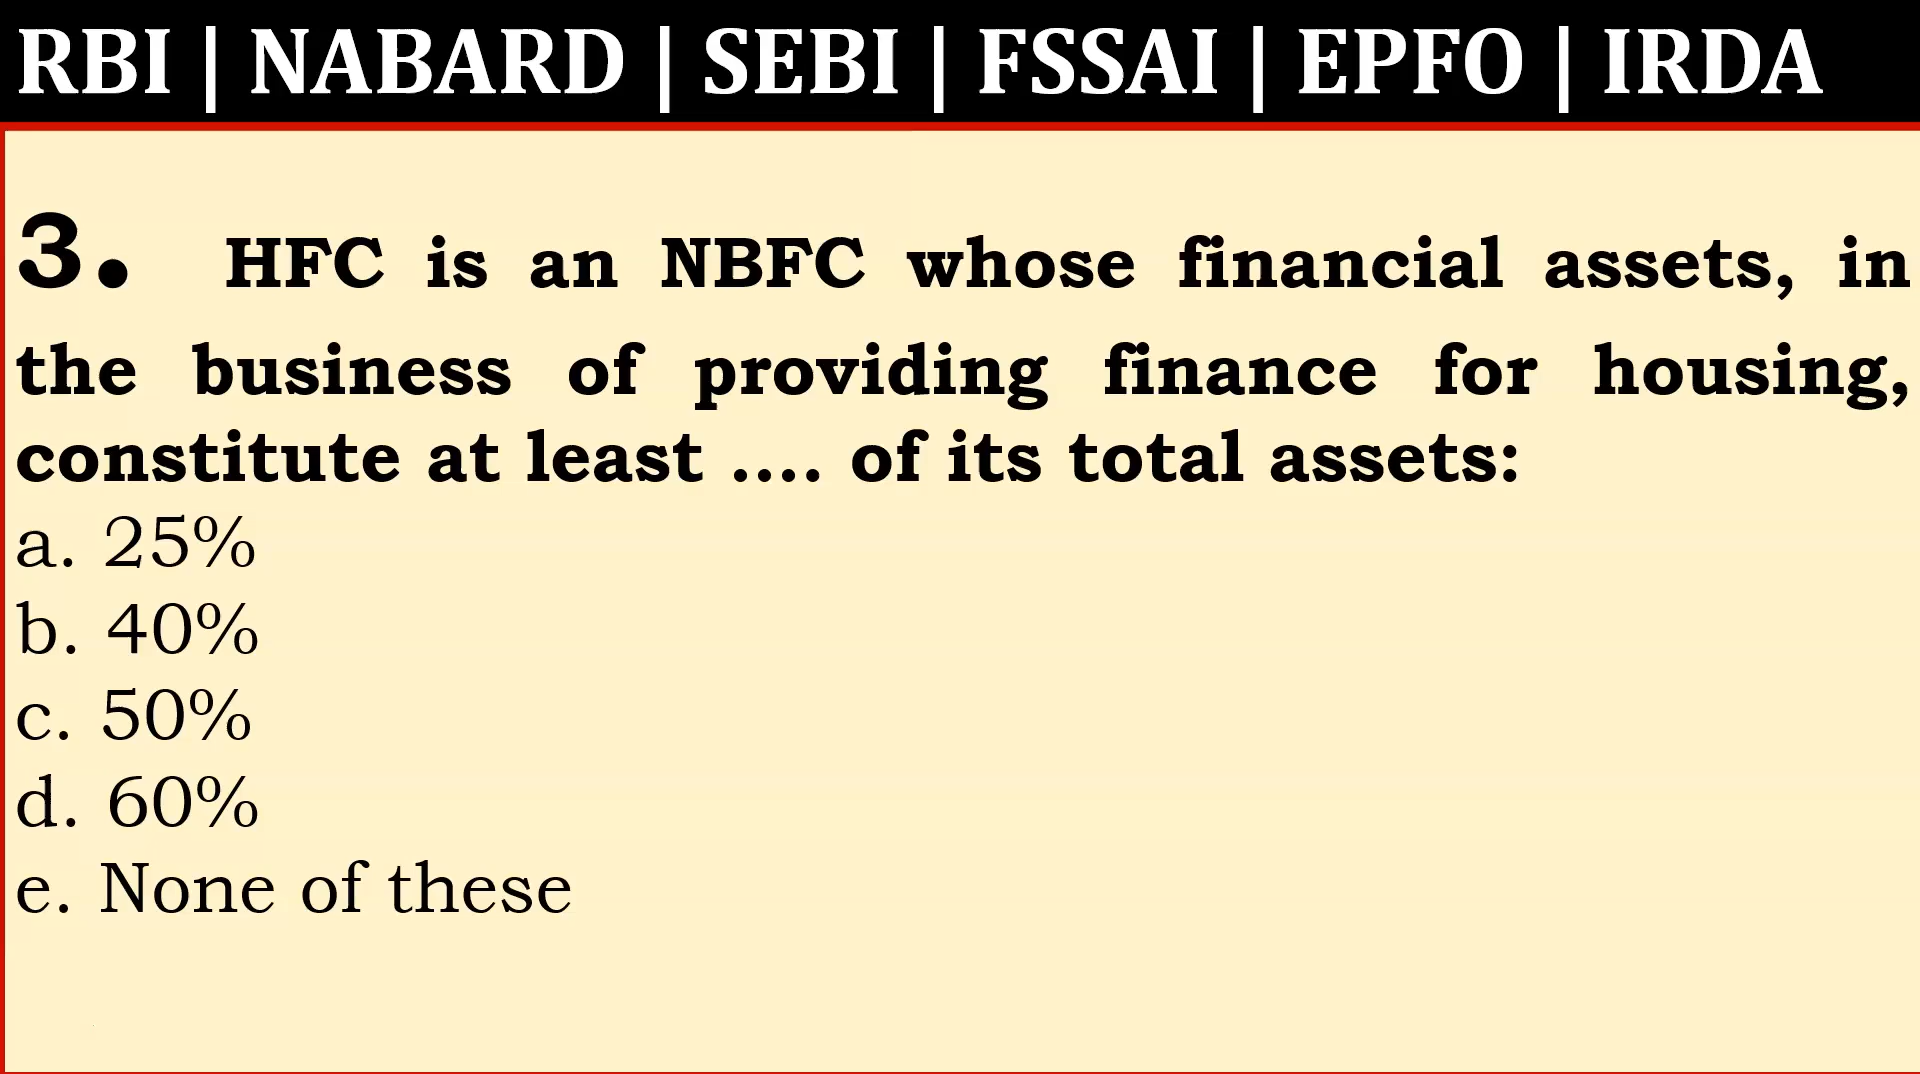 RBI | NABARD | SEBI | FSSAI | EPFO | IRDA
3. HFC is an NBFC whose financial assets, in
the business of providing finance for housing,
constitute at least .... of its total assets:
a. 25%
b. 40%
c. 50%
d. 60%
e. None of these